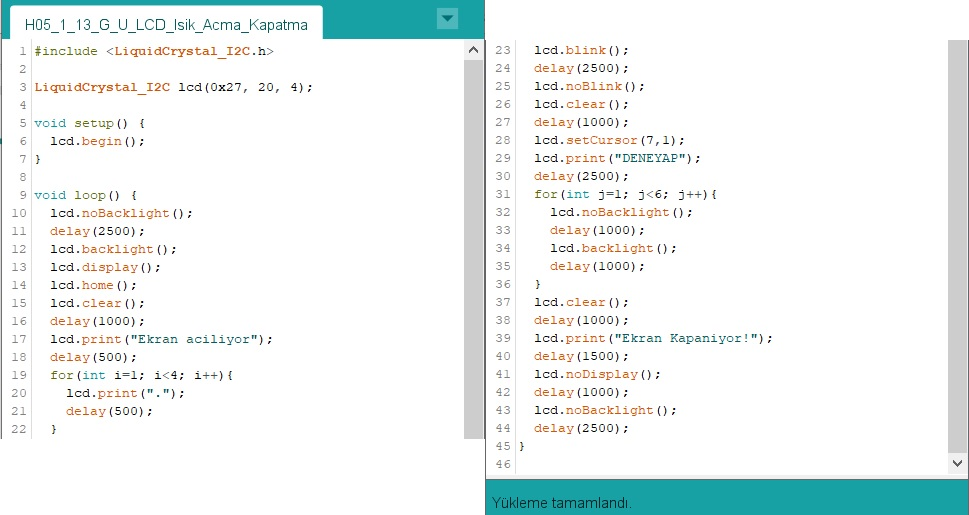 H05_1_13_G_U_LCD_Isik_Acma_Kapatma
1 #include <LiquidCrystal_I2C.h>
2
3 LiquidCrystal_I2C lcd(0x27, 20, 4);
4
5 void setup() {
6   lcd.begin();
7 }
8
9 void loop() {
10   lcd.noBacklight();
11   delay(2500);
12   lcd.backlight();
13   lcd.display();
14   lcd.home();
15   lcd.clear();
16   delay(1000);
17   lcd.print("Ekran aciliyor");
18   delay(500);
19   for(int i=1; i<4; i++){
20     lcd.print(".");
21     delay(500);
22   }
23   lcd.blink();
24   delay(2500);
25   lcd.noBlink();
26   lcd.clear();
27   delay(1000);
28   lcd.setCursor(7,1);
29   lcd.print("DENEYAP");
30   delay(2500);
31   for(int j=1; j<6; j++){
32     lcd.noBacklight();
33     delay(1000);
34     lcd.backlight();
35     delay(1000);
36   }
37   lcd.clear();
38   delay(1000);
39   lcd.print("Ekran Kapaniyor!");
40   delay(1500);
41   lcd.noDisplay();
42   delay(1000);
43   lcd.noBacklight();
44   delay(2500);
45 }
46
Yükleme tamamlandı.